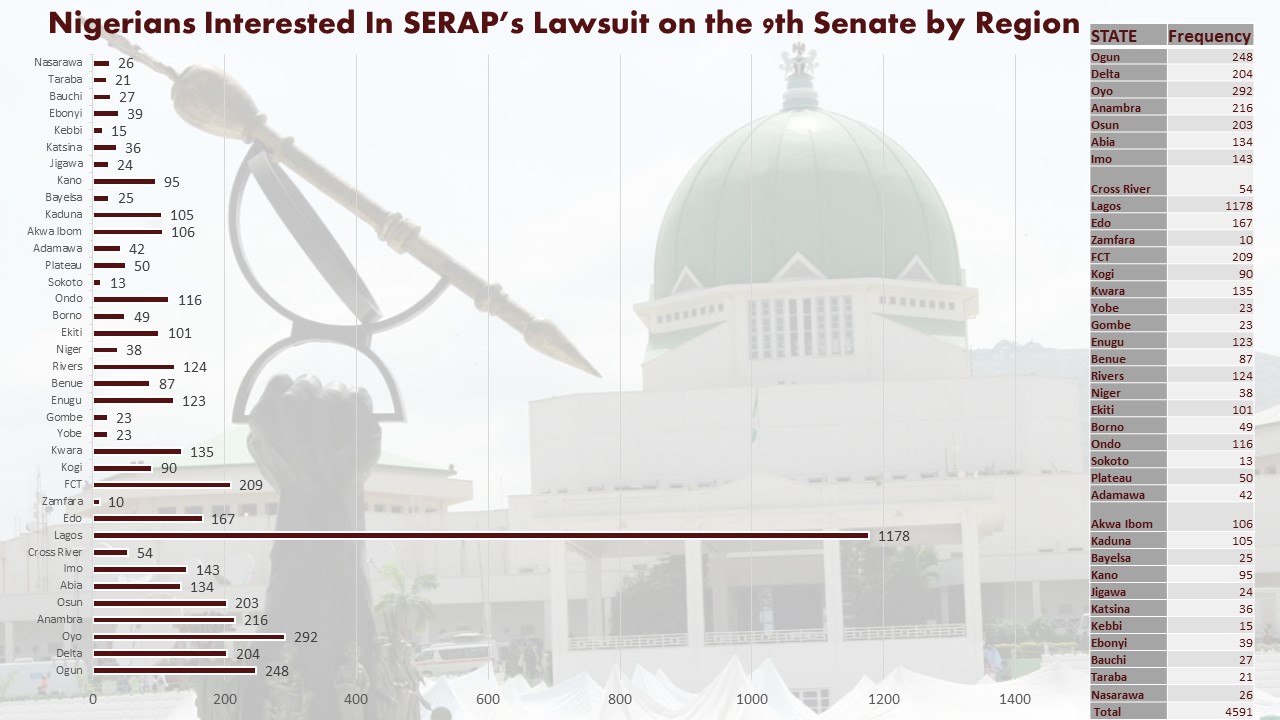 Nigerians Interested In SERAP's Lawsuit on the 9th Senate by Region
Nasarawa 26
Taraba 21
Bauchi 27
Ebonyi 39
Kebbi 15
Katsina 36
Jigawa 24
Kano 95
Bayelsa 25
Kaduna 105
Akwa Ibom 106
Adamawa 42
Plateau 50
Sokoto 13
Ondo 116
Borno 49
Ekiti 101
Niger 38
Rivers 124
Benue 87
Enugu 123
Gombe 23
Yobe 23
Kwara 135
Kogi 90
FCT 209
Zamfara 10
Edo 167
Lagos 1178
Cross River 54
Imo 143
Abia 134
Osun 203
Anambra 216
Oyo 292
Delta 204
Ogun 248
0 200 400 600 800 1000 1200 1400
STATE Frequency
Ogun 248
Delta 204
Oyo 292
Anambra 216
Osun 203
Abia 134
Imo 143
Cross River 54
Lagos 1178
Edo 167
Zamfara 10
FCT 209
Kogi 90
Kwara 135
Yobe 23
Gombe 23
Enugu 123
Benue 87
Rivers 124
Niger 38
Ekiti 101
Borno 49
Ondo 116
Sokoto 13
Plateau 50
Adamawa 42
Akwa Ibom 106
Kaduna 105
Bayelsa 25
Kano 95
Jigawa 24
Katsina 36
Kebbi 15
Ebonyi 39
Bauchi 27
Taraba 21
Nasarawa 26
Total 4591